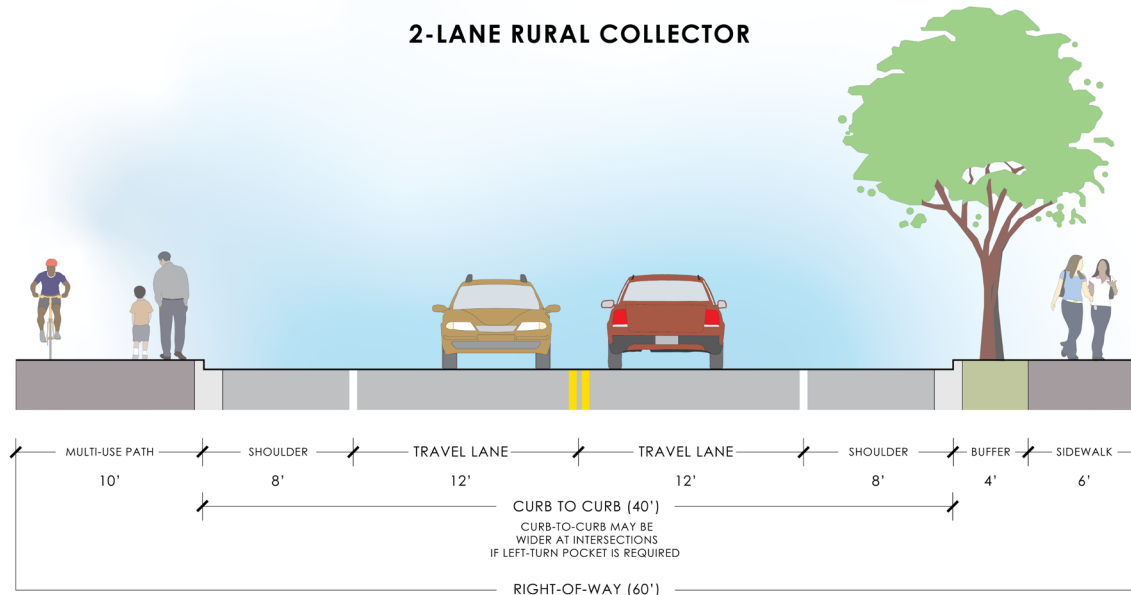 2-LANE RURAL COLLECTOR
MULTI-USE PATH
SHOULDER
TRAVEL LANE
TRAVEL LANE
SHOULDER
BUFFER
SIDEWALK
10’
8’
12’
12’
8’
4’
6’
CURB TO CURB (40’)
CURB-TO-CURB MAY BE
WIDER AT INTERSECTIONS
IF LEFT-TURN POCKET IS REQUIRED
RIGHT-OF-WAY (60’)